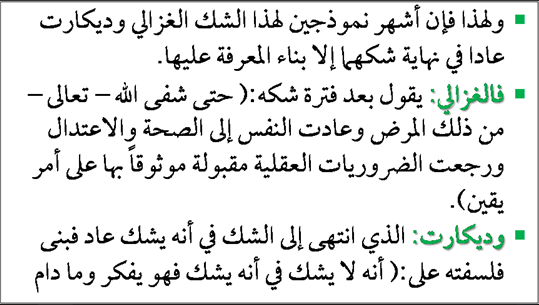 ▪ ولهذا فإن أشهر نموذجين لهذا الشك الغزالي وديكارت
عادا في نهاية شكهما إلا بناء المعرفة عليها.
▪ فالغزالي: يقول بعد فترة شكه:( حتى شفى الله – تعالى –
من ذلك المرض وعادت النفس إلى الصحة والاعتدال
ورجعت الضروريات العقلية مقبولة موثوقاً بها على أمر
يقين).
▪ وديكارت: الذي انتهى إلى الشك في أنه يشك عاد فبنى
فلسفته على:( أنه لا يشك في أنه يشك فهو يفكر وما دام